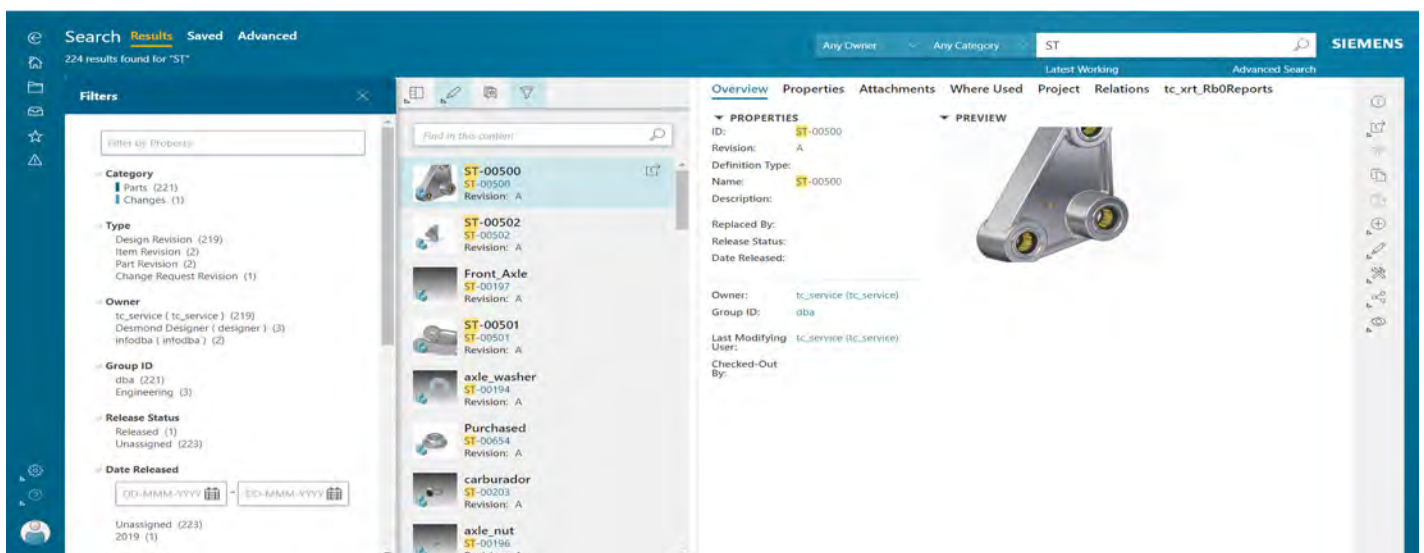 Search Results Saved Advanced
224 results found for "ST"
Any Owner
Any Category
ST
SIEMENS
Latest Working
Advanced Search
Filters
Filter by Property
Category
Parts (221)
Changes (1)
Type
Design Revision (219)
Item Revision (2)
Part Revision (2)
Change Request Revision (1)
Owner
tc_service ( tc_service ) (219)
Desmond Designer ( designer ) (3)
infodba ( infodba ) (2)
Group ID
dba (221)
Engineering (3)
Release Status
Released (1)
Unassigned (223)
Date Released
DD-MMM-YYYY - DD-MMM-YYYY
Unassigned (223)
2019 (1)
Find in this content
ST-00500
ST-00500
Revision: A
ST-00502
ST-00502
Revision: A
Front_Axle
ST-00197
Revision: A
ST-00501
ST-00501
Revision: A
axle_washer
ST-00194
Revision: A
Purchased
ST-00654
Revision: A
carburador
ST-00203
Revision: A
axle_nut
ST-00196
Overview Properties Attachments Where Used Project Relations tc_xrt_Rb0Reports
PROPERTIES
ID: ST-00500
Revision: A
Definition Type:
Name: ST-00500
Description:
Replaced By:
Release Status:
Date Released:
Owner: tc_service (tc_service)
Group ID: dba
Last Modifying User: tc_service (tc_service)
Checked-Out
By:
PREVIEW